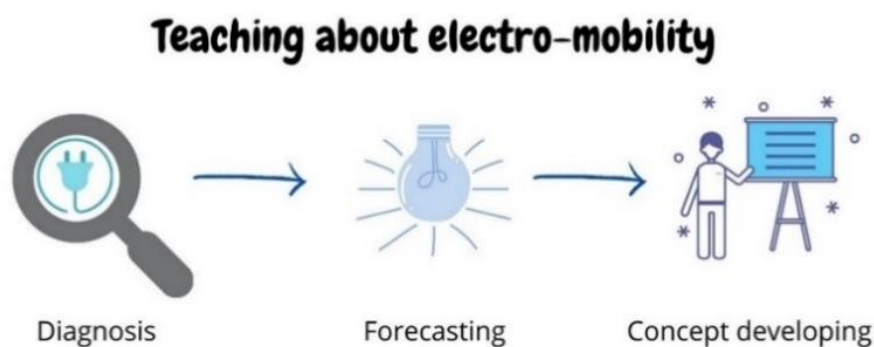 Teaching about electro-mobility
Diagnosis
Forecasting
Concept developing